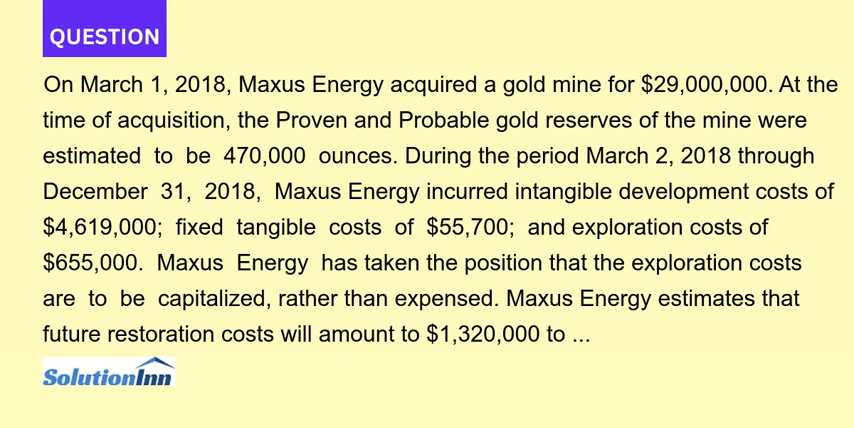 QUESTION
On March 1, 2018, Maxus Energy acquired a gold mine for $29,000,000. At the
time of acquisition, the Proven and Probable gold reserves of the mine were
estimated to be 470,000 ounces. During the period March 2, 2018 through
December 31, 2018, Maxus Energy incurred intangible development costs of
$4,619,000; fixed tangible costs of $55,700; and exploration costs of
$655,000. Maxus Energy has taken the position that the exploration costs
are to be capitalized, rather than expensed. Maxus Energy estimates that
future restoration costs will amount to $1,320,000 to ...
SolutionInn